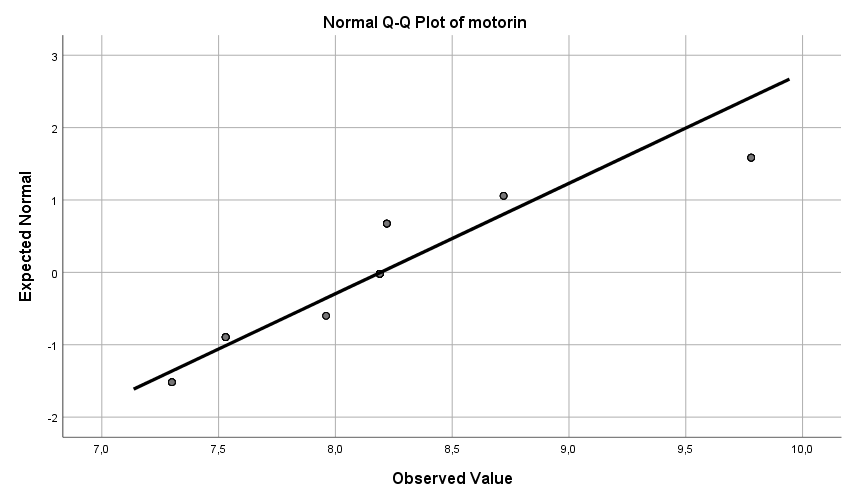 Normal Q-Q Plot of motorin
3
2
1
0
-1
-2
Expected Normal
7,0 7,5 8,0 8,5 9,0 9,5 10,0
Observed Value